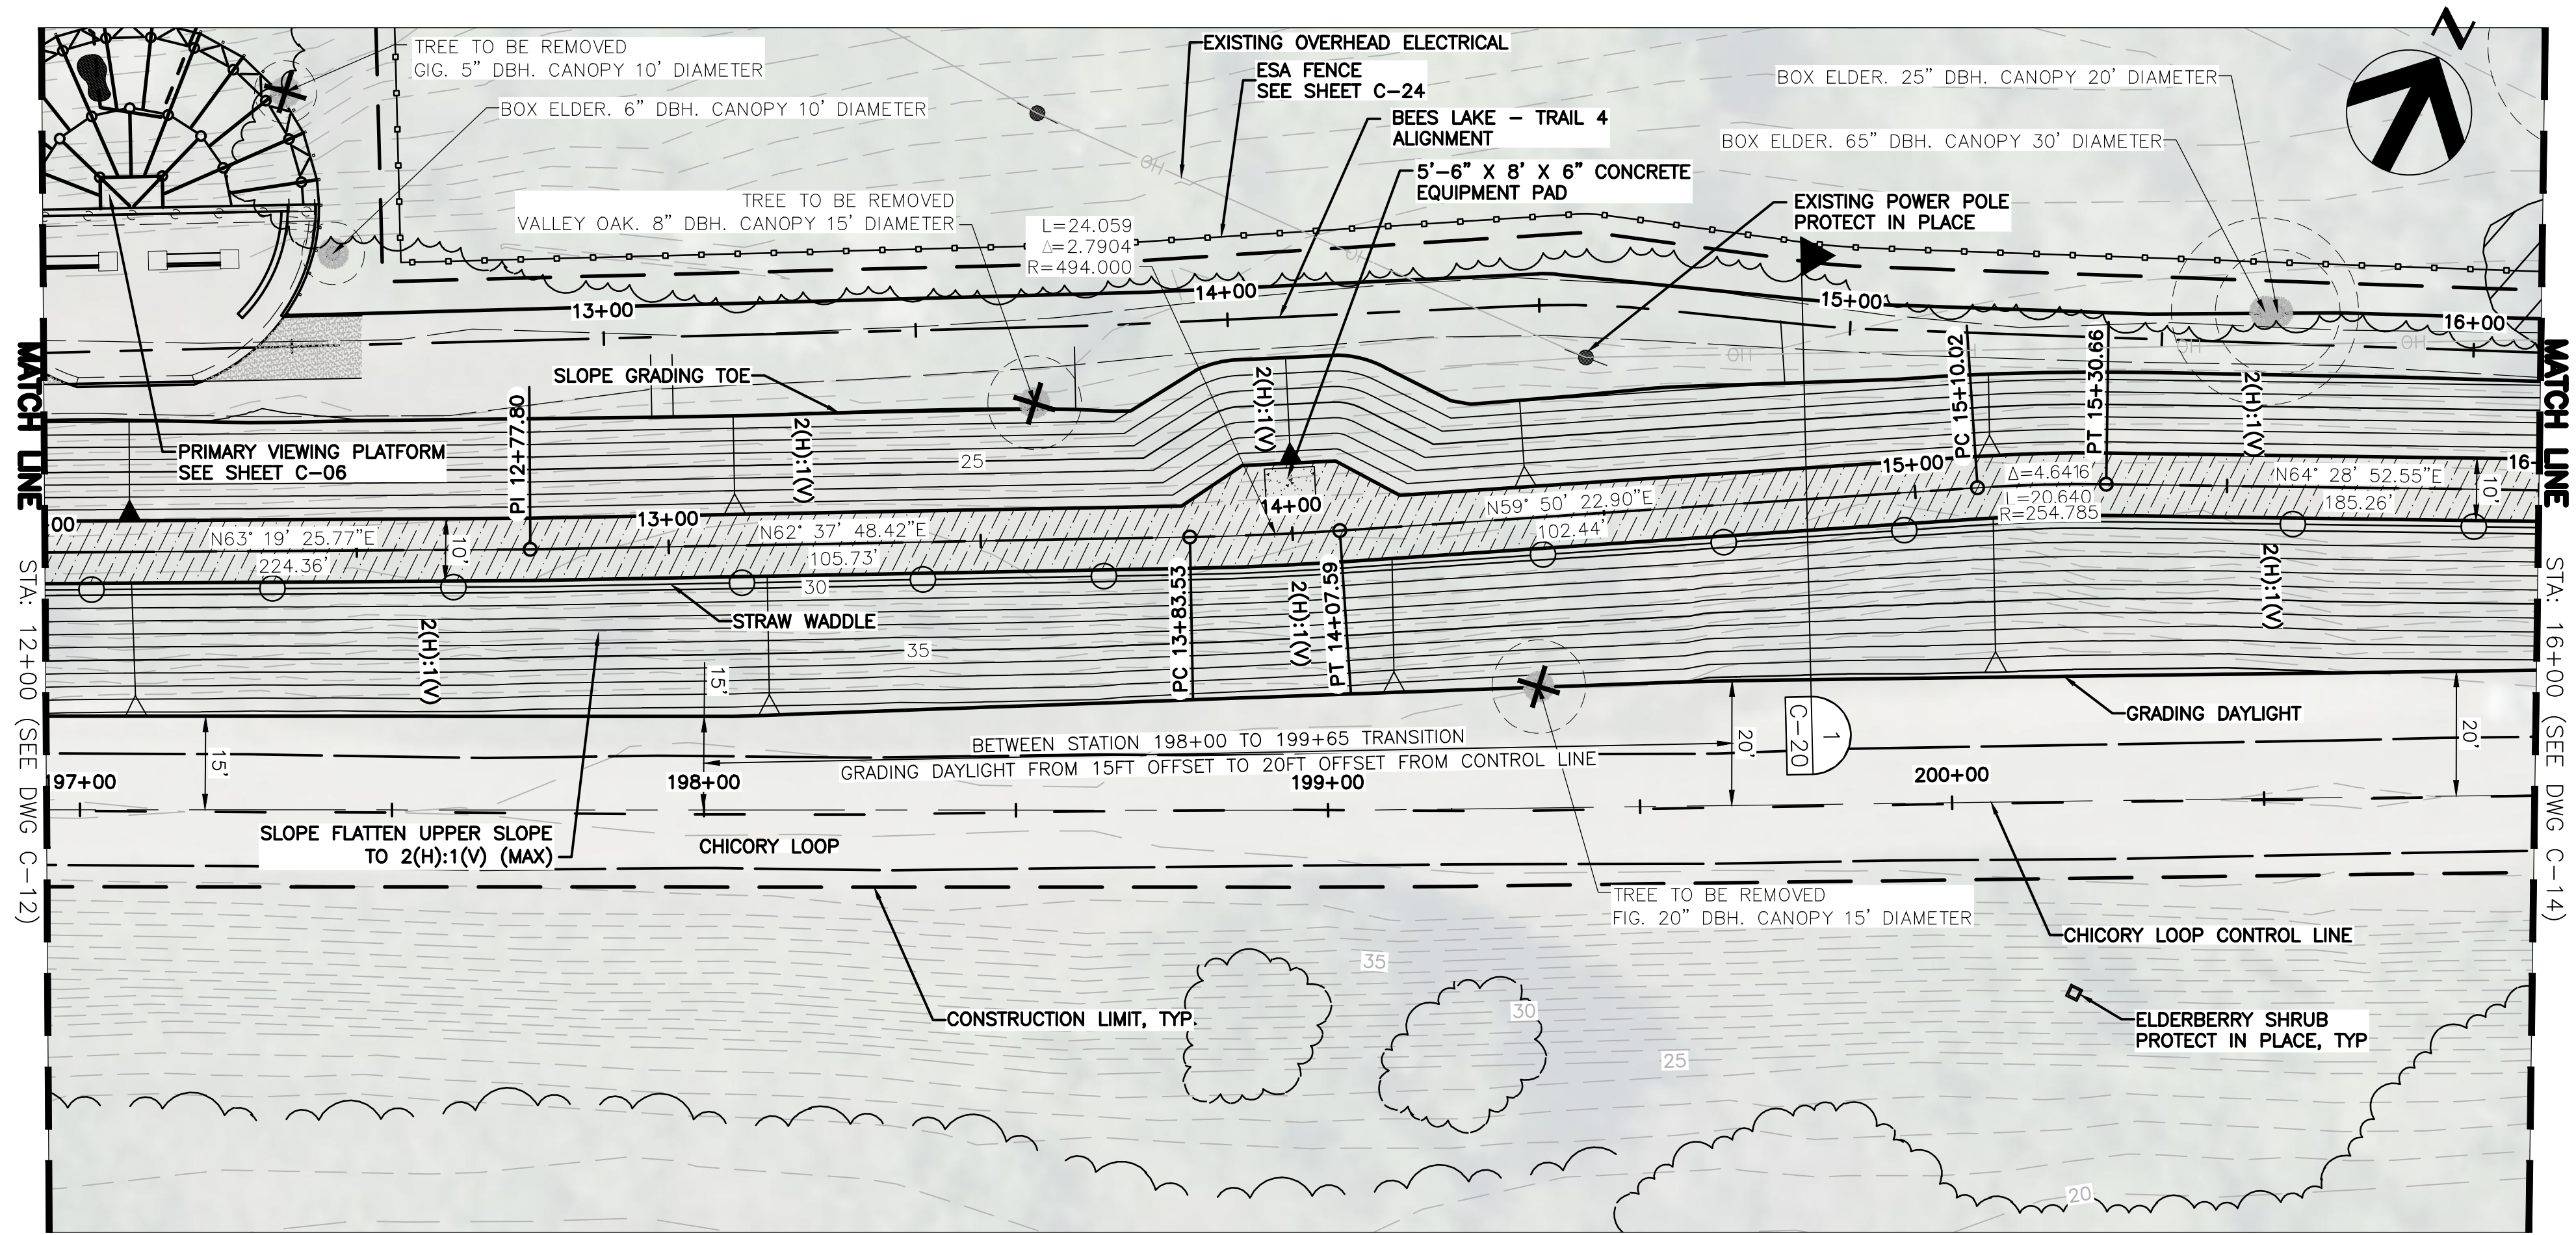 N
TREE TO BE REMOVED
GIG. 5” DBH. CANOPY 10’ DIAMETER
BOX ELDER. 6” DBH. CANOPY 10’ DIAMETER
EXISTING OVERHEAD ELECTRICAL
ESA FENCE
SEE SHEET C-24
BEES LAKE – TRAIL 4
ALIGNMENT
5’–6” X 8’ X 6” CONCRETE
EQUIPMENT PAD
BOX ELDER. 25” DBH. CANOPY 20’ DIAMETER
BOX ELDER. 65” DBH. CANOPY 30’ DIAMETER
EXISTING POWER POLE
PROTECT IN PLACE
TREE TO BE REMOVED
VALLEY OAK. 8” DBH. CANOPY 15’ DIAMETER
L=24.059
Δ=2.7904
R=494.000
OH
OH
OH
OH
OH
OH
13+00
14+00
15+00
16+00
MATCH LINE
MATCH LINE
STA: 12+00 (SEE DWG C-12)
STA: 16+00 (SEE DWG C-14)
SLOPE GRADING TOE
PRIMARY VIEWING PLATFORM
SEE SHEET C-06
PI 12+77.80
2(H):1(V)
25
2(H):1(V)
PC 15+10.02
PT 15+30.66
2(H):1(V)
00
N63° 19’ 25.77”E
224.36’
10’
13+00
N62° 37’ 48.42”E
105.73’
14+00
N59° 50’ 22.90”E
102.44’
15+00
Δ=4.6416
L=20.640
R=254.785
N64° 28’ 52.55”E
185.26’
10’
16-
30
STRAW WADDLE
2(H):1(V)
35
15’
PC 13+83.53
2(H):1(V)
PT 14+07.59
2(H):1(V)
GRADING DAYLIGHT
15’
BETWEEN STATION 198+00 TO 199+65 TRANSITION
GRADING DAYLIGHT FROM 15FT OFFSET TO 20FT OFFSET FROM CONTROL LINE
20’
1
C-20
20’
197+00
198+00
199+00
200+00
SLOPE FLATTEN UPPER SLOPE
TO 2(H):1(V) (MAX)
CHICORY LOOP
TREE TO BE REMOVED
FIG. 20” DBH. CANOPY 15’ DIAMETER
CHICORY LOOP CONTROL LINE
CONSTRUCTION LIMIT, TYP.
35
30
25
ELDERBERRY SHRUB
PROTECT IN PLACE, TYP
20